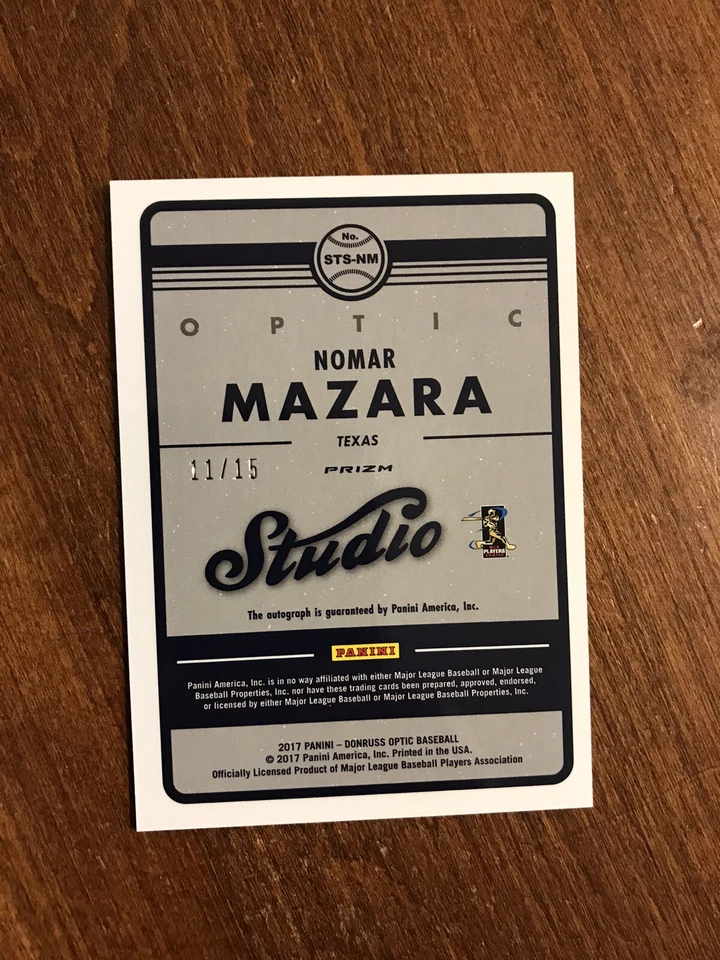 No.
STS-NM
OPTIC
NOMAR
MAZARA
TEXAS
11/15
PRIZM
Studio
PLAYERS
The autograph is guaranteed by Panini America, Inc.
PANINI
Panini America, Inc. is in no way affiliated with either Major League Baseball or Major League
Baseball Properties, Inc. nor have these trading cards been prepared, approved, endorsed,
or licensed by either Major League Baseball or Major League Baseball Properties, Inc.
2017 PANINI – DONRUSS OPTIC BASEBALL
© 2017 Panini America, Inc. Printed in the USA.
Officially Licensed Product of Major League Baseball Players Association